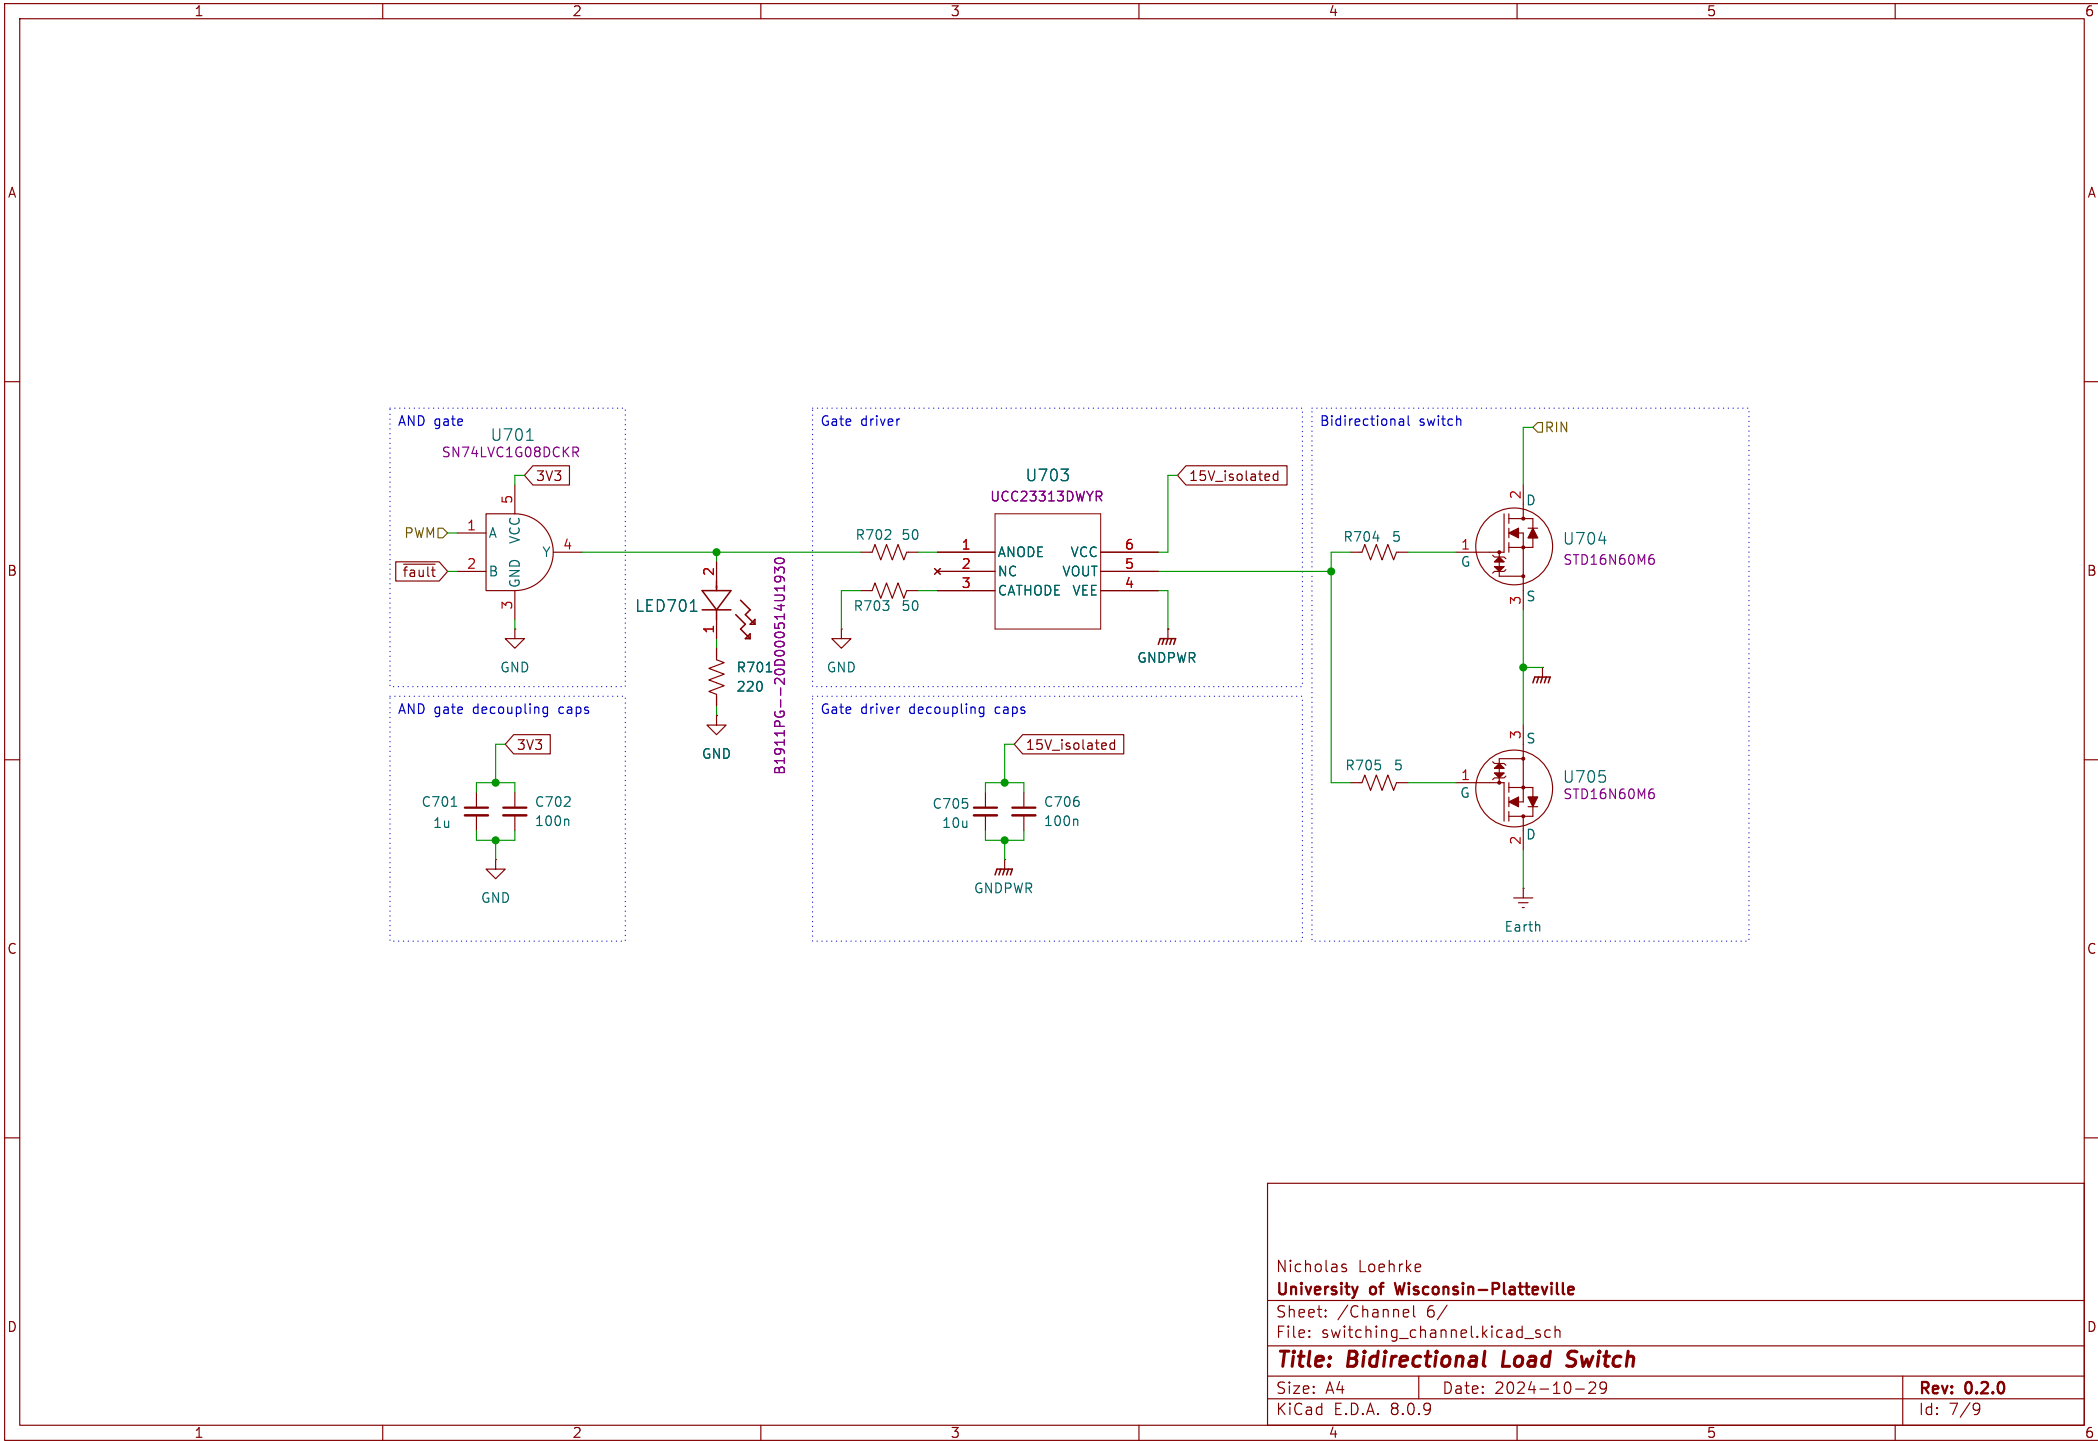 1 2 3 4 5 6
A A
B B
C C
D D
AND gate
U701
SN74LVC1G08DCKR
3V3
5
VCC
PWM 1 A
Y 4
fault 2 B
GND
3
GND
AND gate decoupling caps
3V3
C701
1u
C702
100n
GND
2
LED701
1
B1911PG--20D000514U1930
R701
220
GND
Gate driver
U703
UCC23313DWYR
15V_isolated
R702 50
1 ANODE VCC 6
2 NC VOUT 5
3 CATHODE VEE 4
R703 50
GND
GNDPWR
Gate driver decoupling caps
15V_isolated
C705
10u
C706
100n
GNDPWR
Bidirectional switch
RIN
2 D
R704 5
1
G
U704
STD16N60M6
3 S
3 S
R705 5
1
G
U705
STD16N60M6
2 D
Earth
Nicholas Loehrke
University of Wisconsin-Platteville
Sheet: /Channel 6/
File: switching_channel.kicad_sch
Title: Bidirectional Load Switch
Size: A4 Date: 2024-10-29 Rev: 0.2.0
KiCad E.D.A. 8.0.9 Id: 7/9
1 2 3 4 5 6